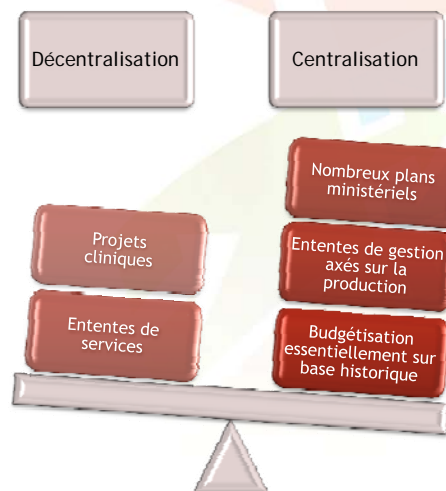 Décentralisation
Centralisation
Nombreux plans
ministériels
Projets
cliniques
Ententes de gestion
axés sur la
production
Ententes de
services
Budgétisation
essentiellement sur
base historique